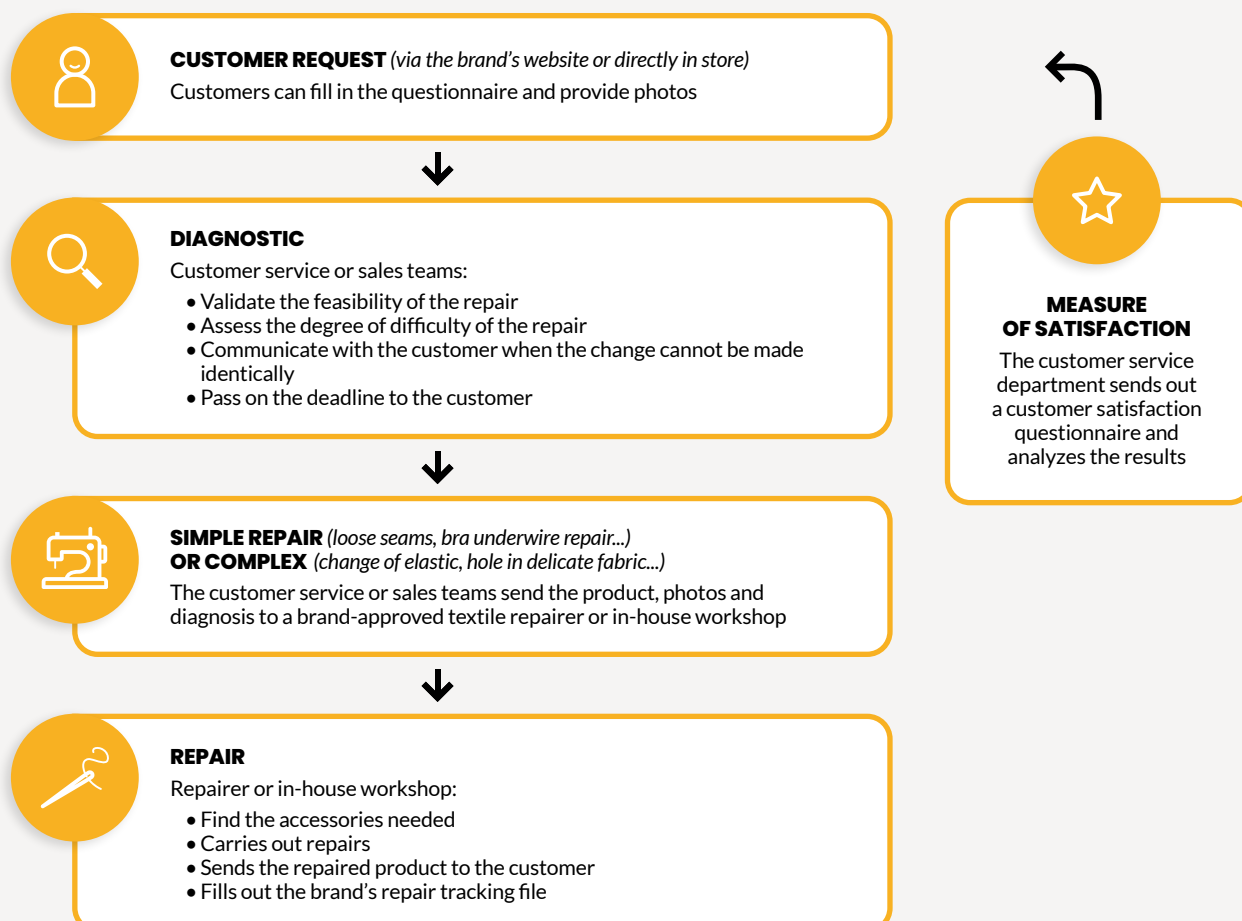 CUSTOMER REQUEST (via the brand’s website or directly in store)
Customers can fill in the questionnaire and provide photos
DIAGNOSTIC
Customer service or sales teams:
• Validate the feasibility of the repair
• Assess the degree of difficulty of the repair
• Communicate with the customer when the change cannot be made
identically
• Pass on the deadline to the customer
SIMPLE REPAIR (loose seams, bra underwire repair...)
OR COMPLEX (change of elastic, hole in delicate fabric...)
The customer service or sales teams send the product, photos and
diagnosis to a brand-approved textile repairer or in-house workshop
REPAIR
Repairer or in-house workshop:
• Find the accessories needed
• Carries out repairs
• Sends the repaired product to the customer
• Fills out the brand’s repair tracking file
MEASURE
OF SATISFACTION
The customer service
department sends out
a customer satisfaction
questionnaire and
analyzes the results